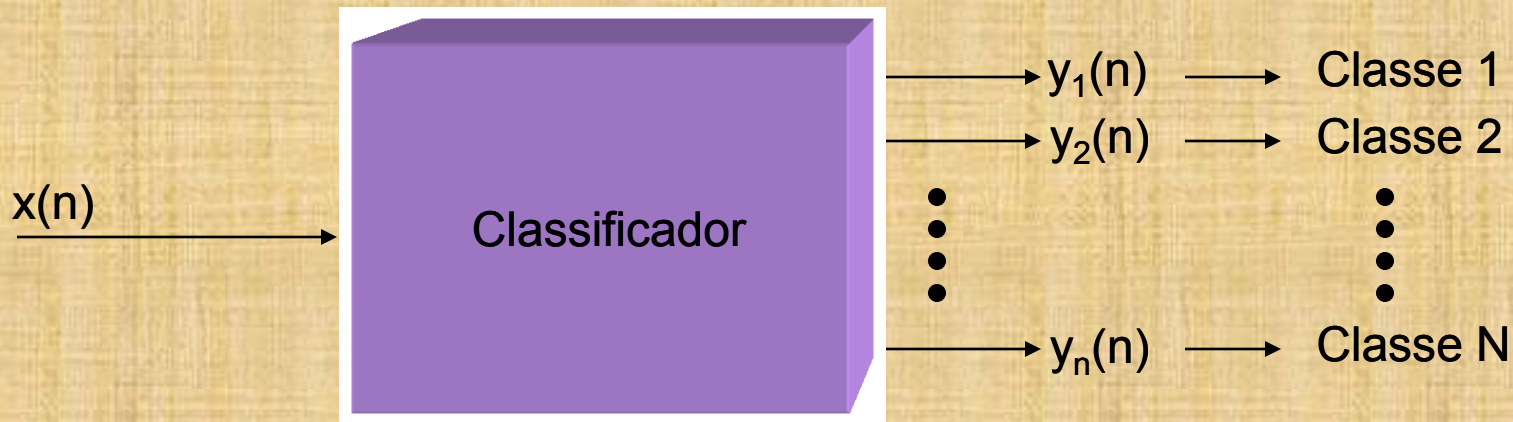 x(n)
Classificador
y₁(n) Classe 1
y₂(n) Classe 2
yₙ(n) Classe N